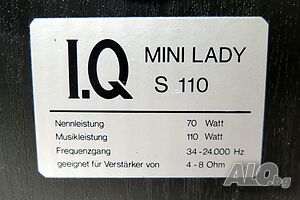 I.Q MINI LADY
S 110
Nennleistung 70 Watt
Musikleistung 110 Watt
Frequenzgang 34-24.000 Hz
geeignet für Verstärker von 4-8 Ohm
ALO.bg